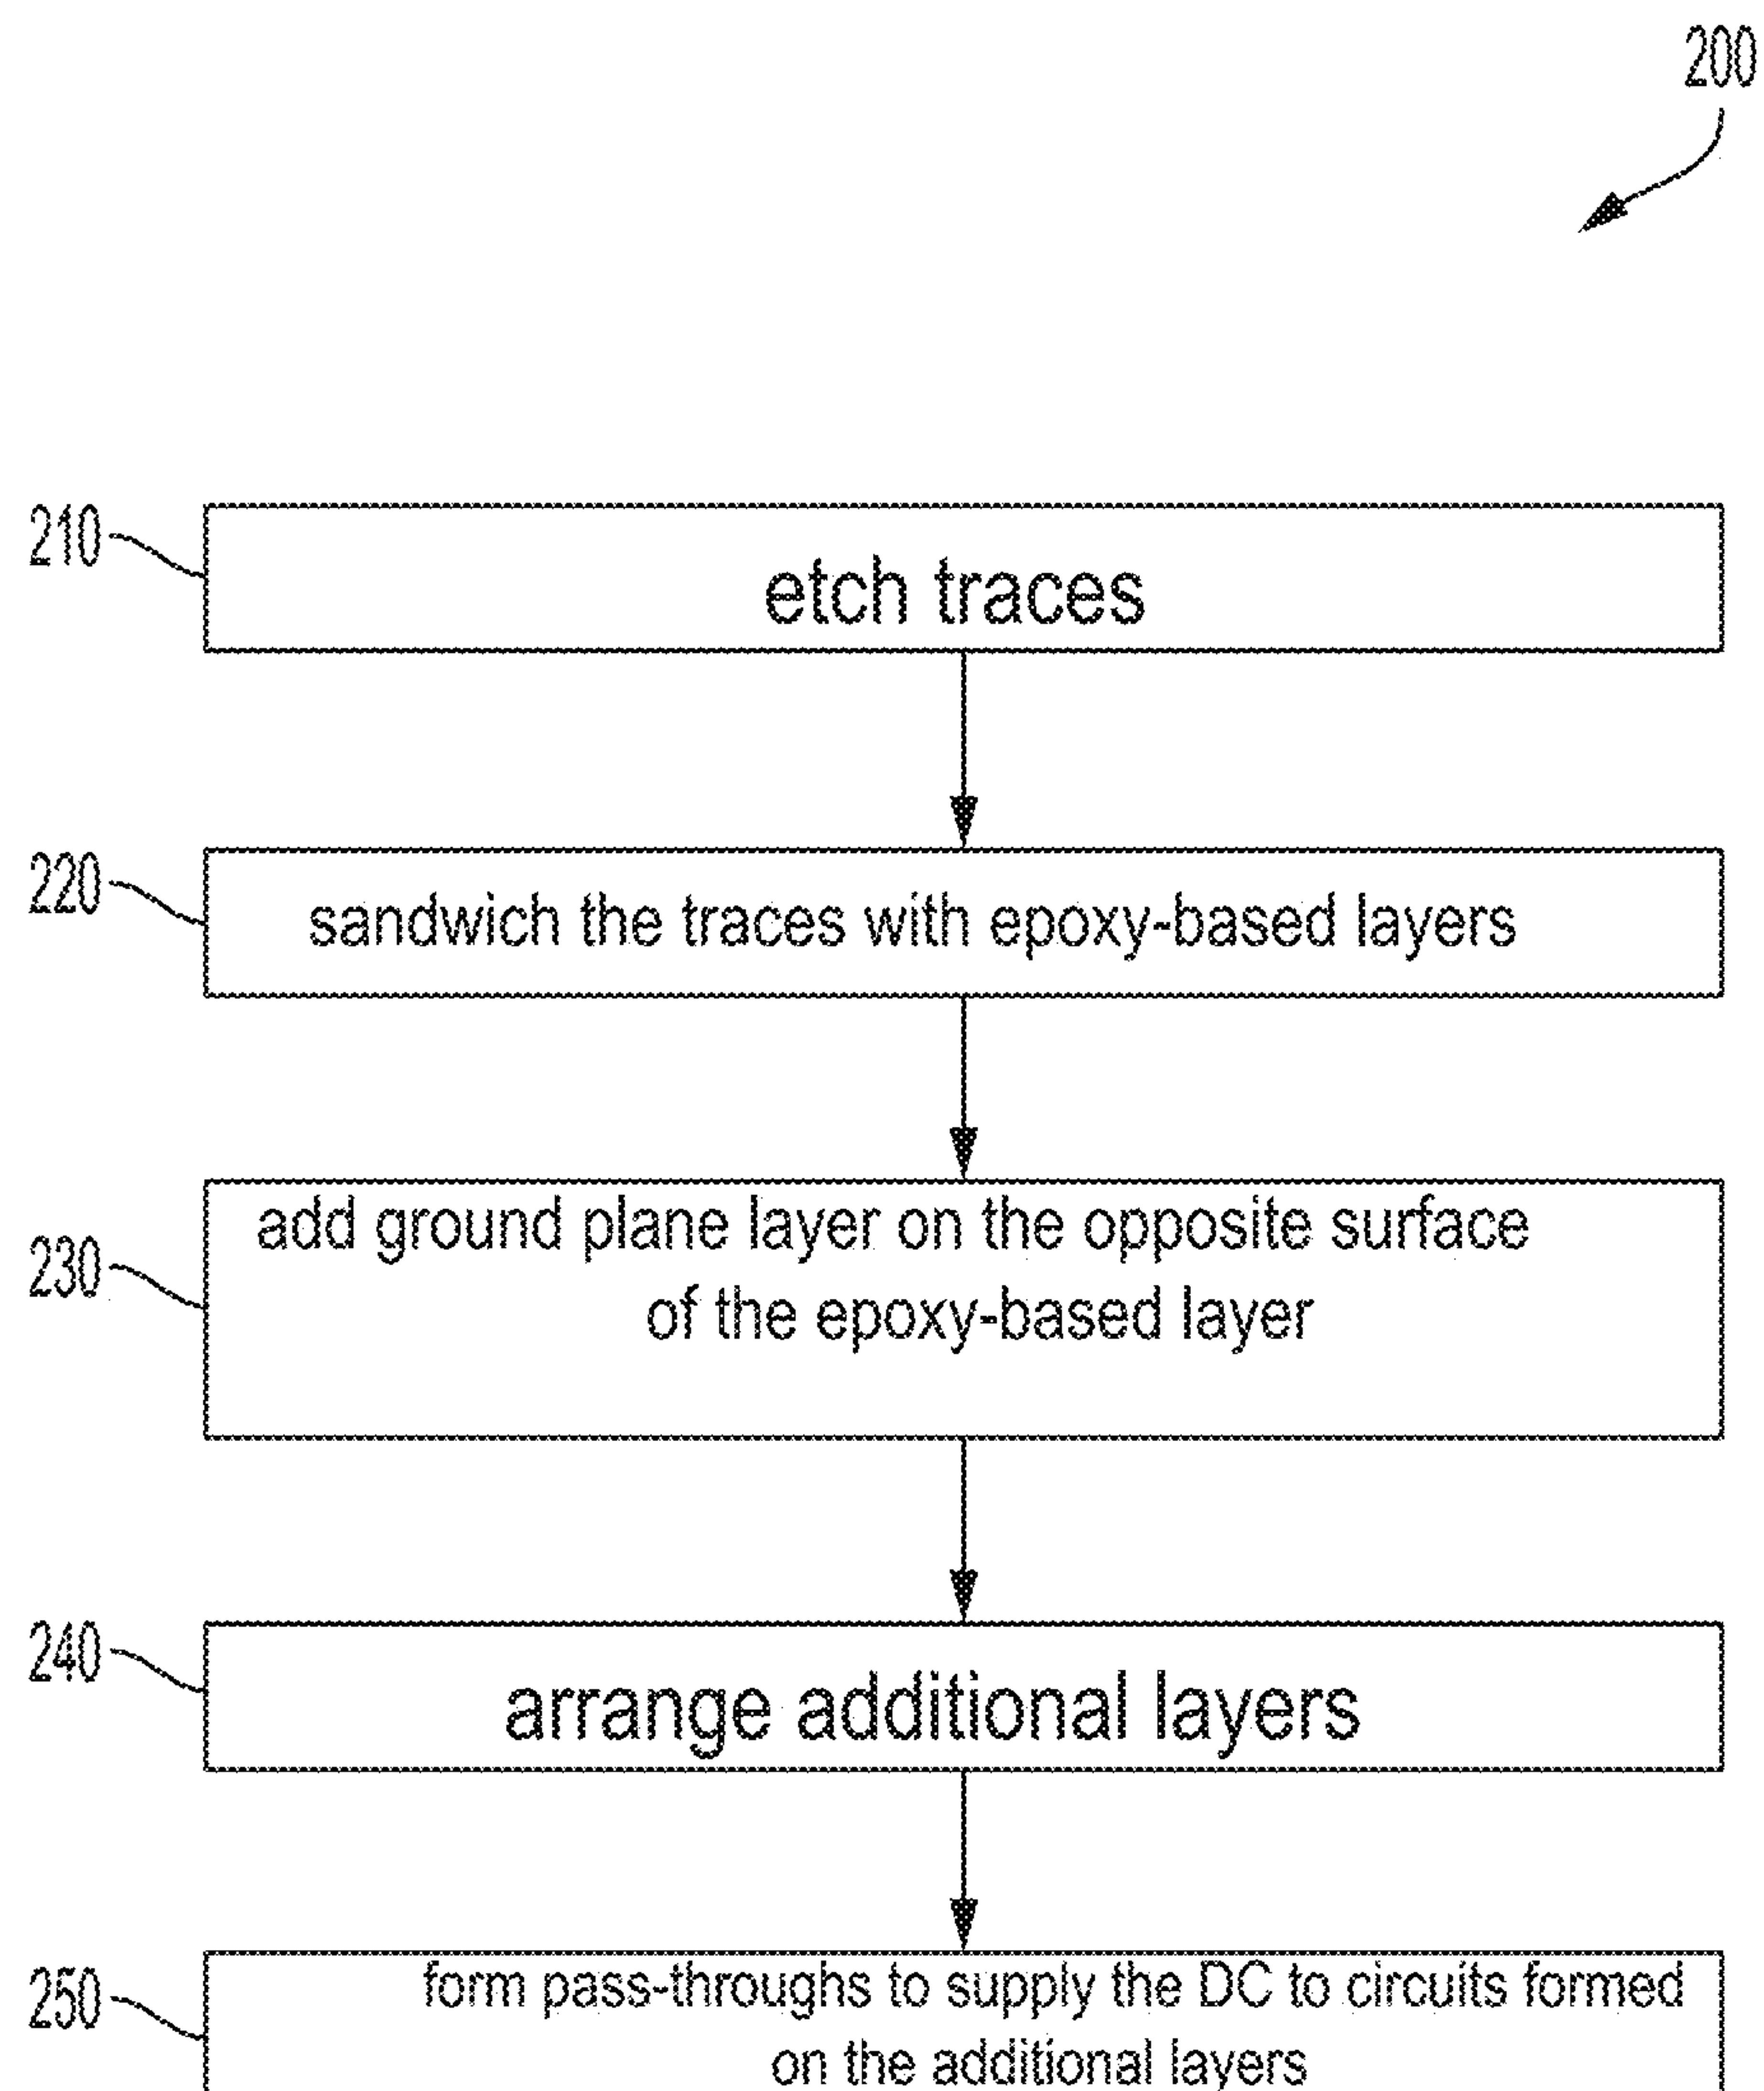 200
210
etch traces
220
sandwich the traces with epoxy-based layers
230
add ground plane layer on the opposite surface
of the epoxy-based layer
240
arrange additional layers
250
form pass-throughs to supply the DC to circuits formed
on the additional layers